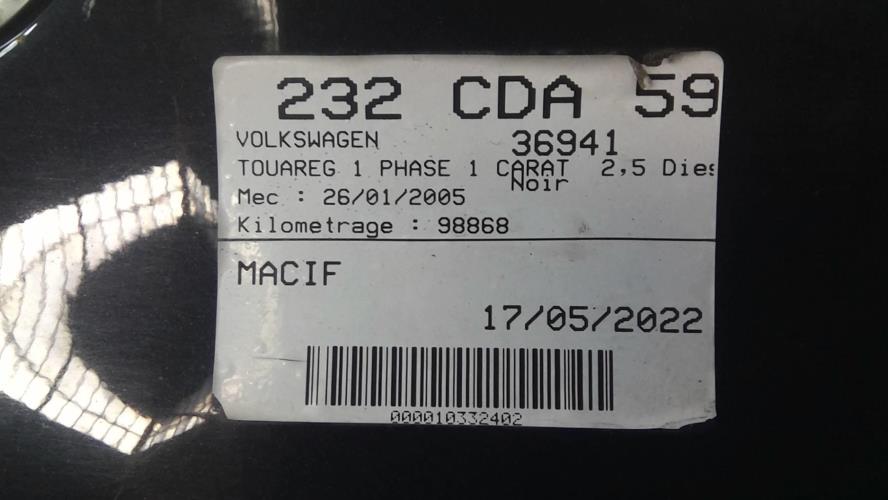 232 CDA 59
VOLKSWAGEN 36941
TOUAREG 1 PHASE 1 CARAT 2,5 Dies
Noir
Mec : 26/01/2005
Kilometrage : 98868
MACIF
17/05/2022
000010332402